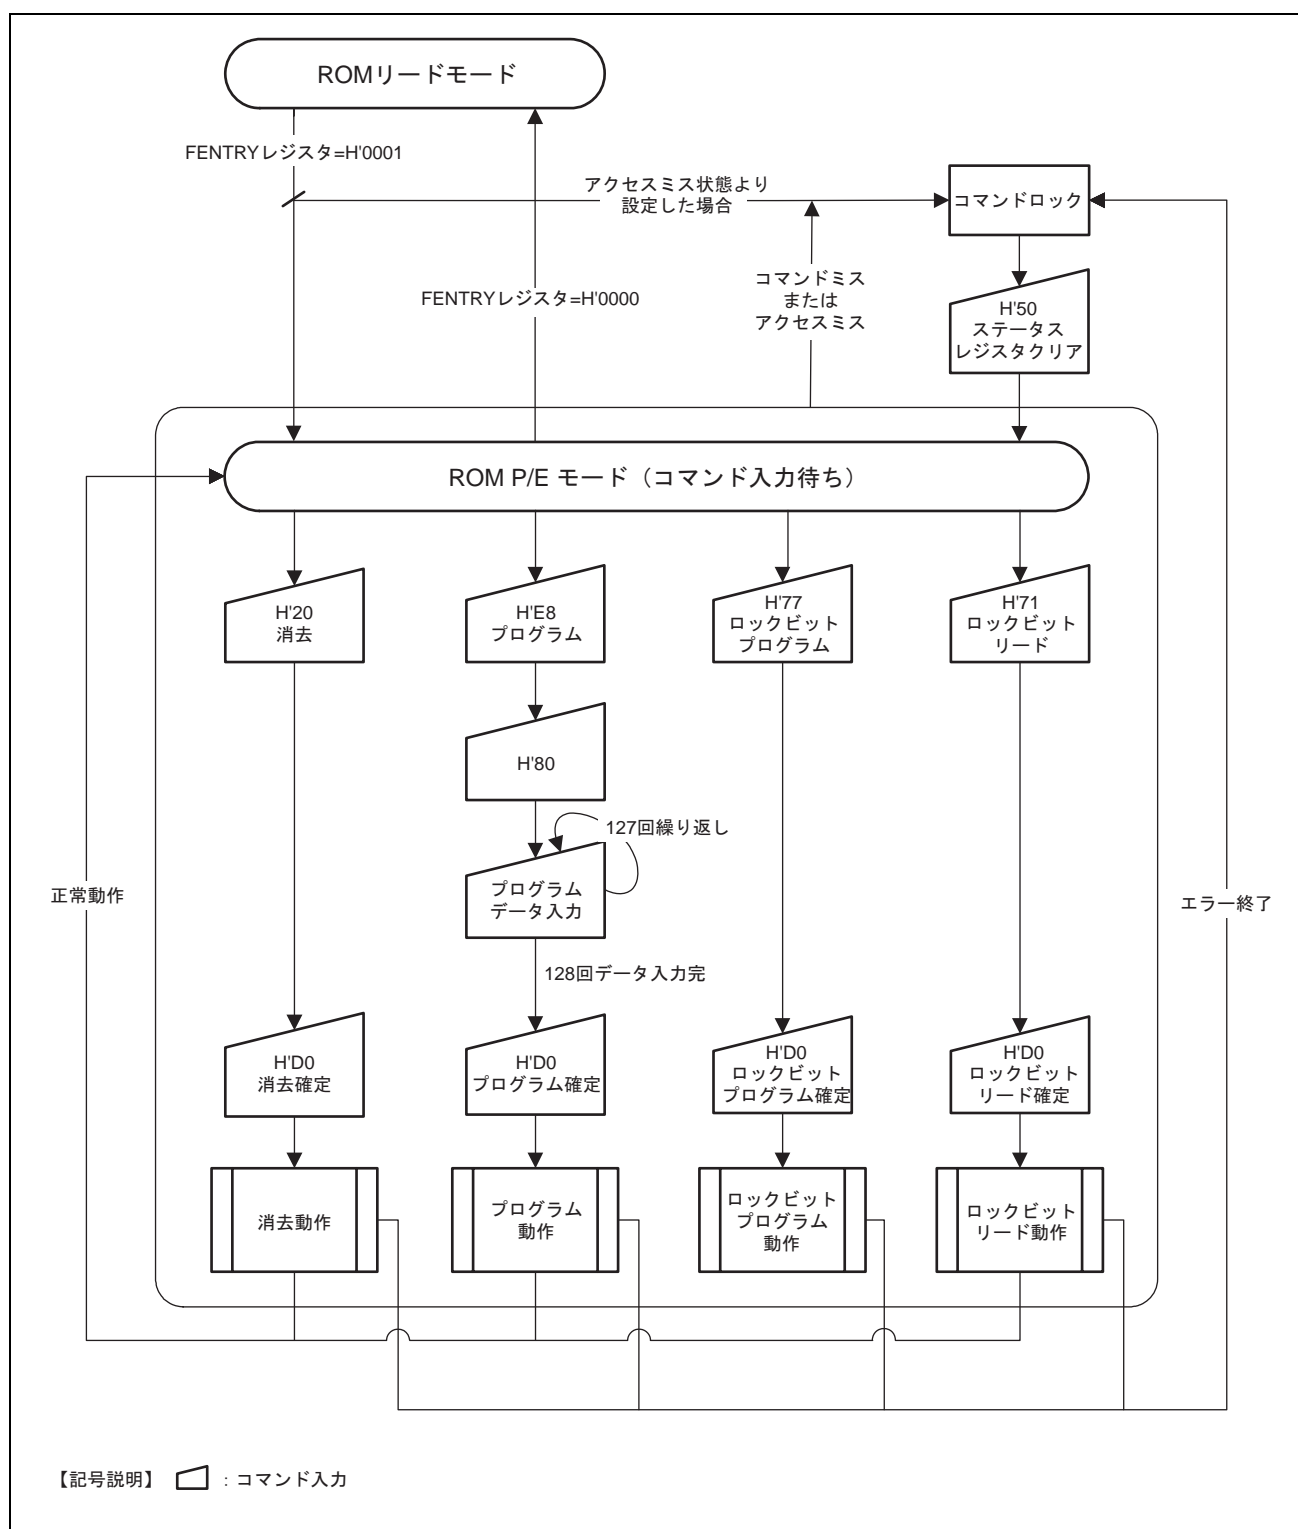 ROMリードモード
FENTRYレジスタ=H'0001
アクセスミス状態より
設定した場合
コマンドロック
コマンドミス
または
アクセスミス
FENTRYレジスタ=H'0000
H'50
ステータス
レジスタクリア
ROM P/E モード（コマンド入力待ち）
H'20
消去
H'E8
プログラム
H'77
ロックビット
プログラム
H'71
ロックビット
リード
H'80
127回繰り返し
プログラム
データ入力
正常動作
エラー終了
128回データ入力完
H'D0
消去確定
H'D0
プログラム確定
H'D0
ロックビット
プログラム確定
H'D0
ロックビット
リード確定
消去動作
プログラム
動作
ロックビット
プログラム
動作
ロックビット
リード動作
【記号説明】 : コマンド入力